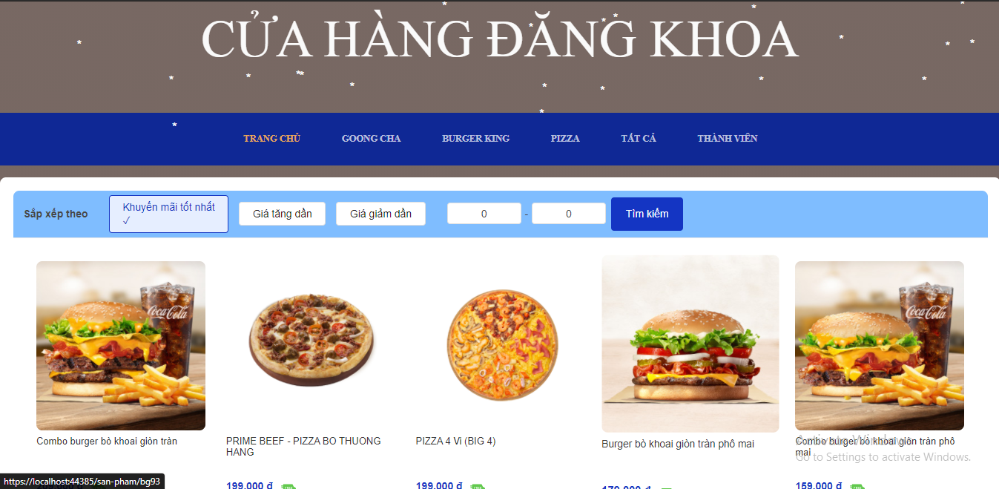 CỬA HÀNG ĐĂNG KHOA
TRANG CHỦ
GOONG CHA
BURGER KING
PIZZA
TẤT CẢ
THÀNH VIÊN
Sắp xếp theo
Khuyến mãi tốt nhất
✓
Giá tăng dần
Giá giảm dần
0
-
0
Tìm kiếm
Coca-Cola
Coca-Cola
Combo burger bò khoai giòn tràn
PRIME BEEF - PIZZA BO THUONG
HANG
PIZZA 4 Vị (BIG 4)
Burger bò khoai giòn tràn phô mai
Combo burger bò khoai giòn tràn phô
mai
Activate Windows
Go to Settings to activate Windows.
199.000 đ
199.000 đ
159.000 đ
https://localhost:44385/san-pham/bg93